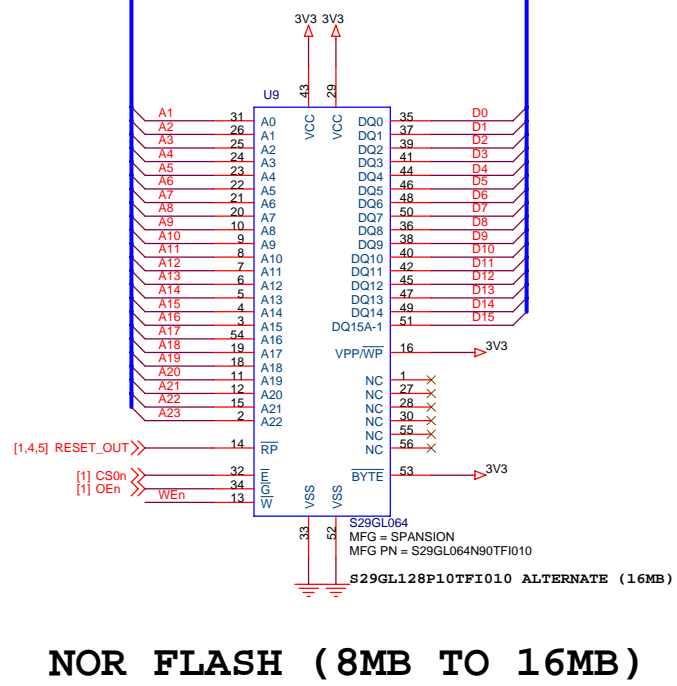 3V3 3V3
43 29
U9
VCC VCC
A1 31 A0 DQ0 35 D0
A2 26 A1 DQ1 37 D1
A3 25 A2 DQ2 39 D2
A4 24 A3 DQ3 41 D3
A5 23 A4 DQ4 44 D4
A6 22 A5 DQ5 46 D5
A7 21 A6 DQ6 48 D6
A8 20 A7 DQ7 50 D7
A9 10 A8 DQ8 36 D8
A10 9 A9 DQ9 38 D9
A11 8 A10 DQ10 40 D10
A12 7 A11 DQ11 42 D11
A13 6 A12 DQ12 45 D12
A14 5 A13 DQ13 47 D13
A15 4 A14 DQ14 49 D14
A16 3 A15 DQ15A-1 51 D15
A17 54 A16
A18 19 A17 VPP/WP 16 3V3
A19 18 A18
A20 11 A19 NC 1
A21 12 A20 NC 27
A22 15 A21 NC 28
A23 2 A22 NC 30
NC 55
[1,4,5] RESET_OUT 14 RP NC 56
[1] CS0n 32 E BYTE 53 3V3
[1] OEn 34 G
WEn 13 W
VSS VSS
33 52
S29GL064
MFG = SPANSION
MFG PN = S29GL064N90TFI010
S29GL128P10TFI010 ALTERNATE (16MB)
NOR FLASH (8MB TO 16MB)